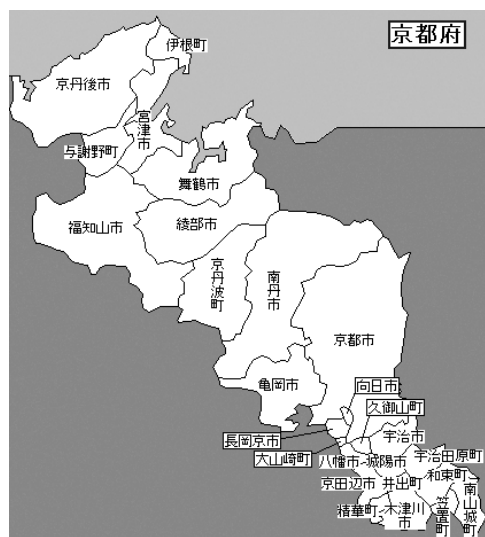 京都府
伊根町
京丹後市
宮津市
与謝野町
舞鶴市
福知山市
綾部市
京丹波町
南丹市
京都市
亀岡市
向日市
久御山町
長岡京市
宇治市
大山崎町
八幡市
城陽市
宇治田原町
京田辺市
井出町
和束町
南山城町
精華町
木津川市
笠置町